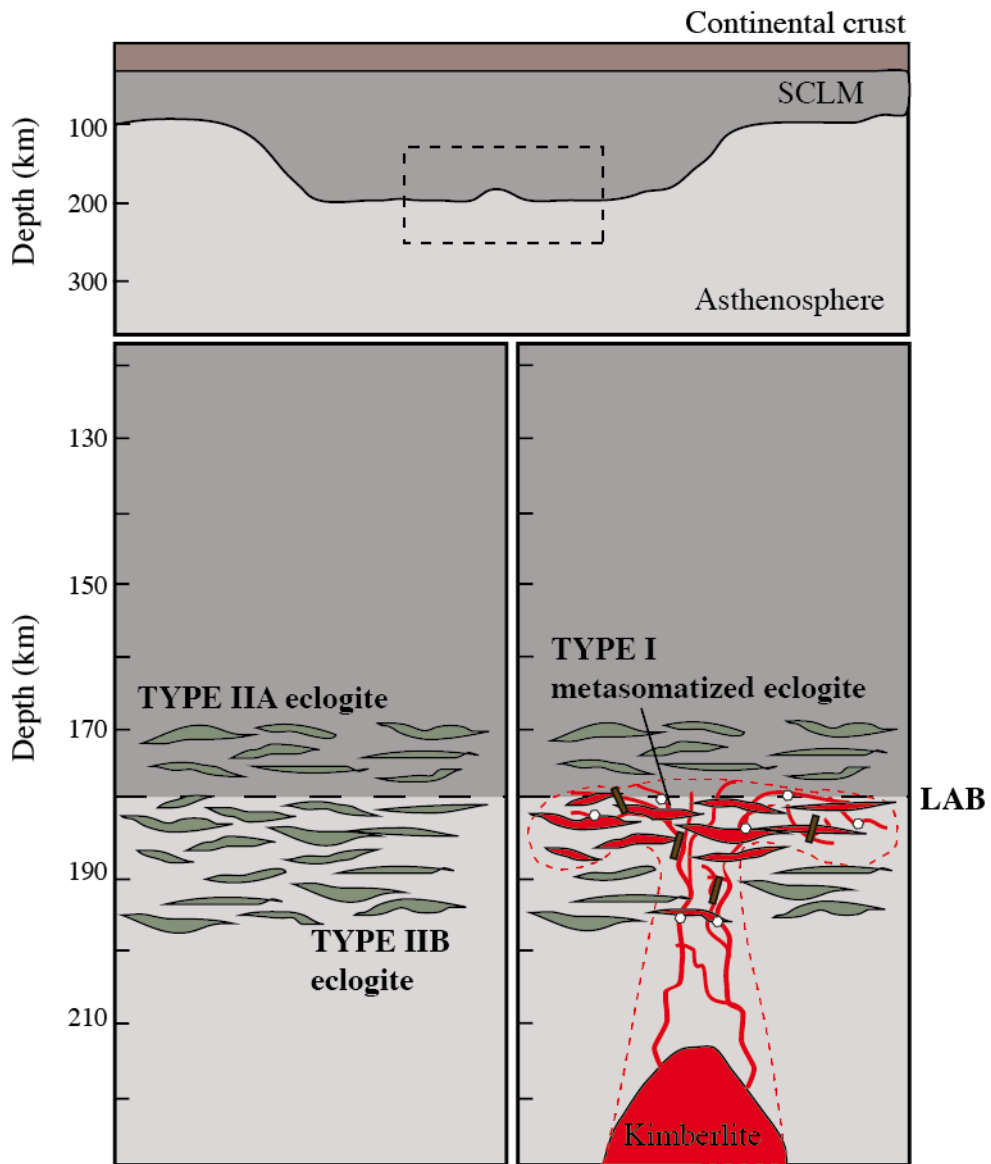 Continental crust
SCLM
Depth (km)
100
200
300
Asthenosphere
Depth (km)
130
150
170
190
210
TYPE IIA eclogite
TYPE IIB
eclogite
TYPE I
metasomatized eclogite
LAB
Kimberlite